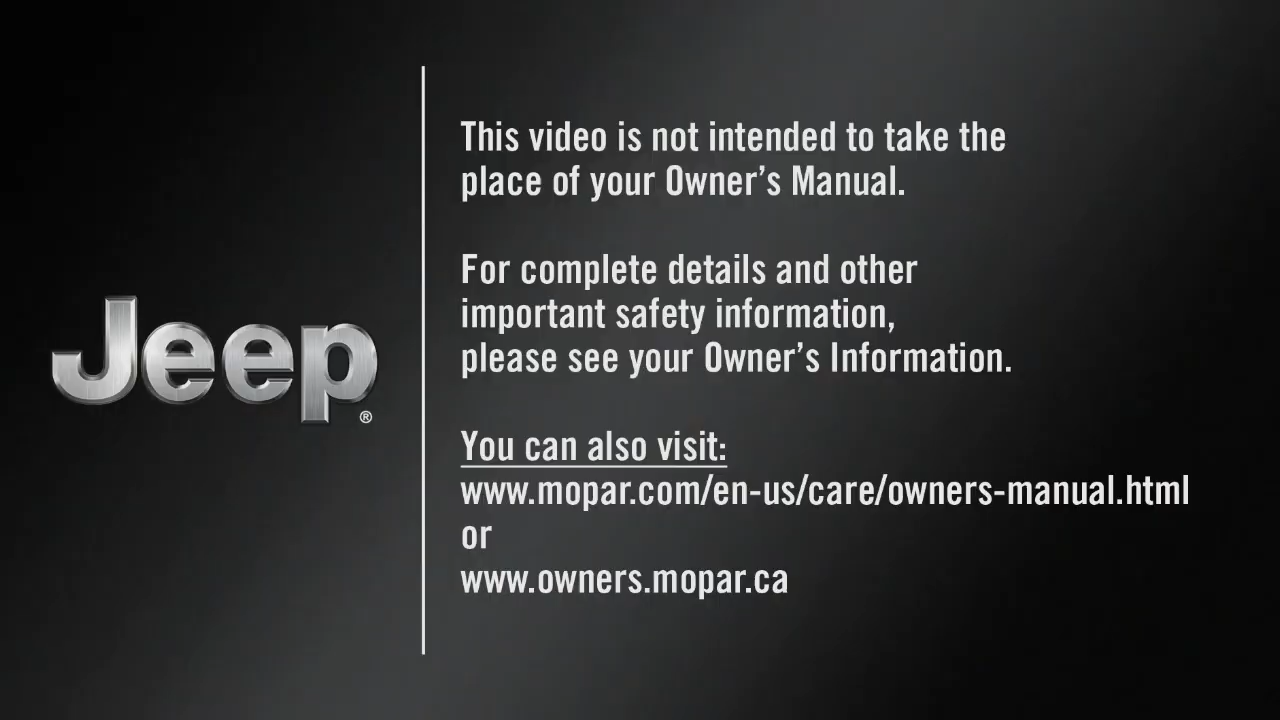 Jeep®
This video is not intended to take the
place of your Owner’s Manual.
For complete details and other
important safety information,
please see your Owner’s Information.
You can also visit:
www.mopar.com/en-us/care/owners-manual.html
or
www.owners.mopar.ca